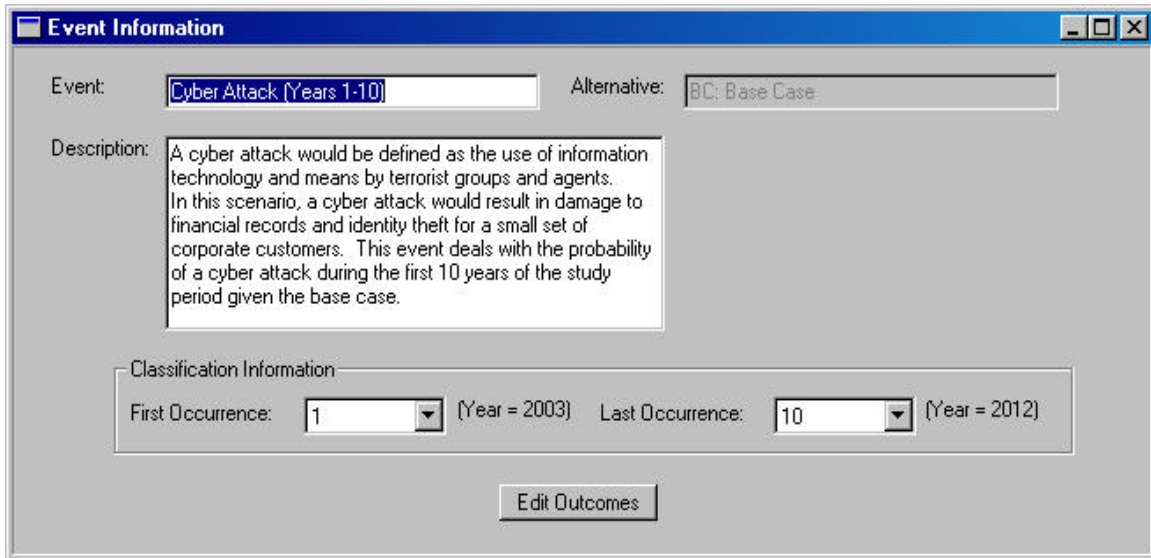 Event Information
Event: Cyber Attack (Years 1-10) Alternative: BC: Base Case
Description: A cyber attack would be defined as the use of information
technology and means by terrorist groups and agents.
In this scenario, a cyber attack would result in damage to
financial records and identity theft for a small set of
corporate customers. This event deals with the probability
of a cyber attack during the first 10 years of the study
period given the base case.
Classification Information
First Occurrence: 1 (Year = 2003) Last Occurrence: 10 (Year = 2012)
Edit Outcomes